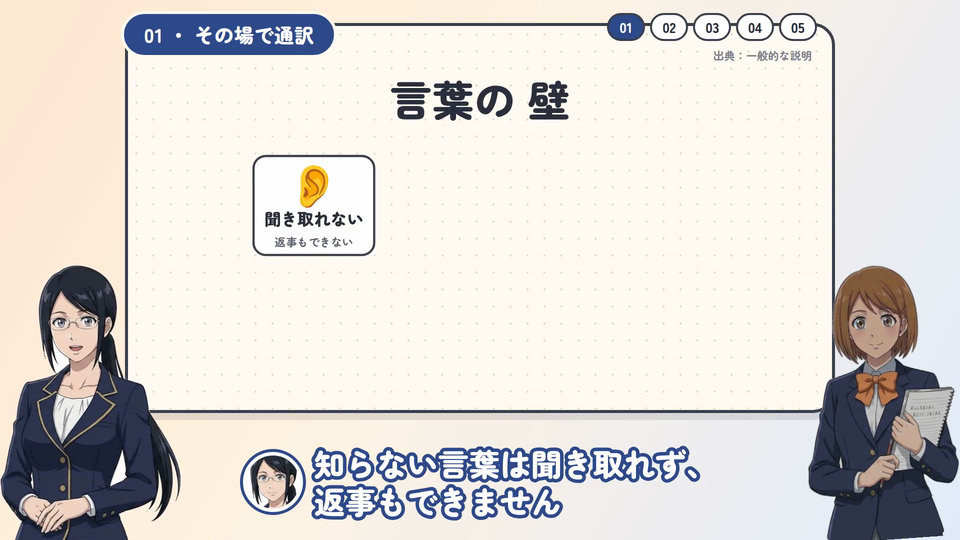 01 ・ その場で通訳
01 02 03 04 05
出典：一般的な説明
言葉の 壁
聞き取れない
返事もできない
知らない言葉は聞き取れず、
返事もできません